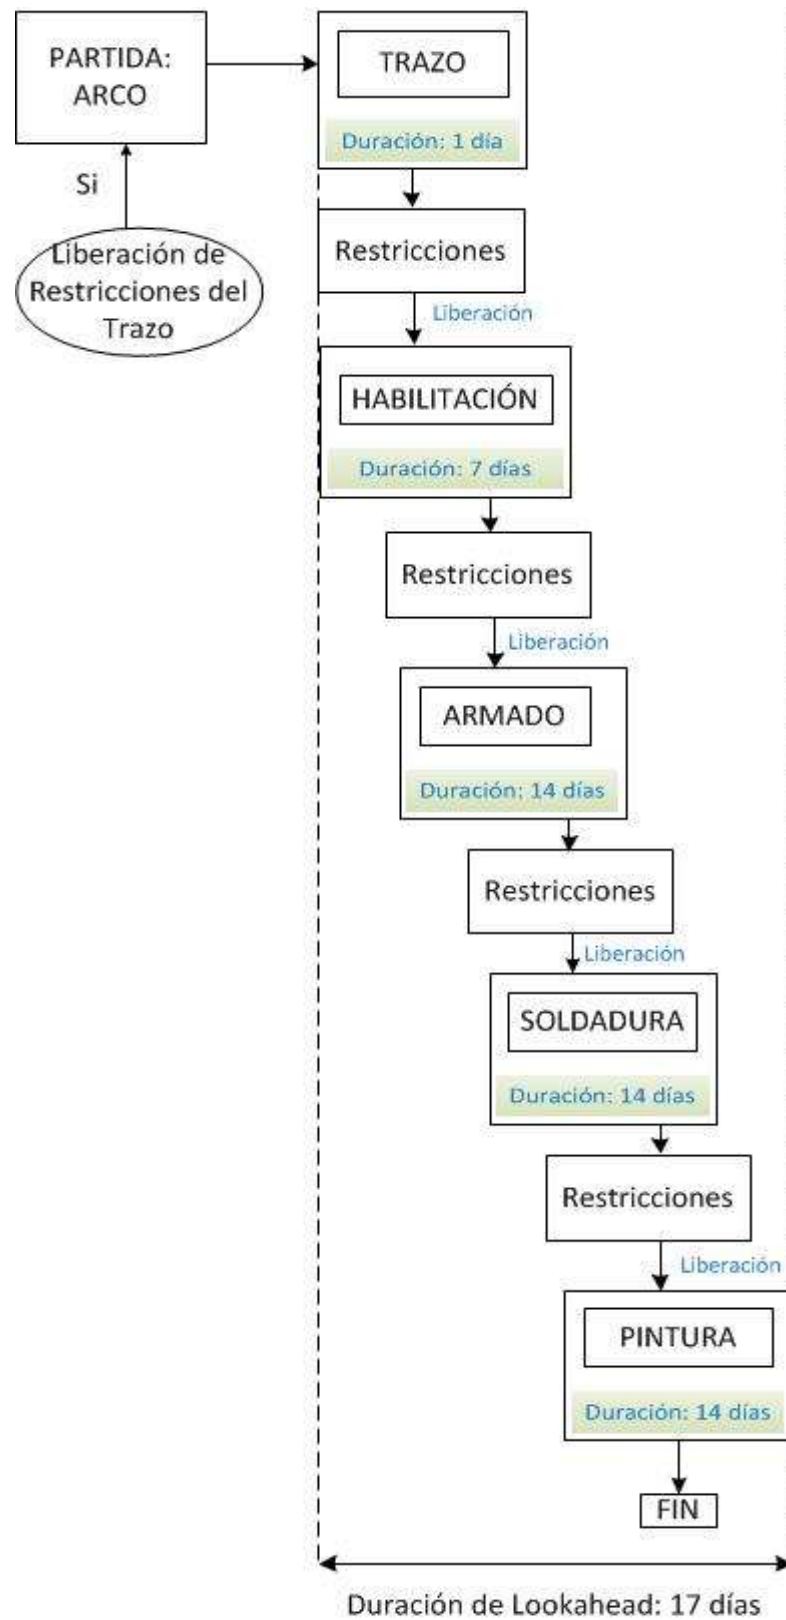 PARTIDA:
ARCO
Si
Liberación de
Restricciones del
Trazo
TRAZO
Duración: 1 día
Restricciones
Liberación
HABILITACIÓN
Duración: 7 días
Restricciones
Liberación
ARMADO
Duración: 14 días
Restricciones
Liberación
SOLDADURA
Duración: 14 días
Restricciones
Liberación
PINTURA
Duración: 14 días
FIN
Duración de Lookahead: 17 días